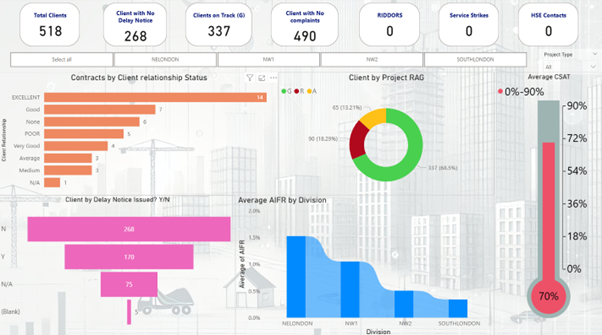 Total Clients
518
Client with No
Delay Notice
268
Clients on Track (G)
337
Client with No
complaints
490
RIDDORS
0
Service Strikes
0
HSE Contacts
0
Select all
NELONDON
NW1
NW2
SOUTHLONDON
Project Type
All
Contracts by Client relationship Status
Client Relationship
EXCELLENT 14
Good 7
None 6
POOR 5
Very Good 4
Average 3
Medium 3
N/A 1
Client by Project RAG
G R A
65 (13.21%)
90 (18.29%)
337 (68.5%)
Average CSAT
0%-90%
90%
72%
54%
36%
18%
0%
70%
Client by Delay Notice Issued? Y/N
N 268
Y 170
N/A 75
(Blank) 5
Average AIFR by Division
Average of AIFR
2.0%
1.5%
1.0%
0.5%
0.0%
NELONDON
NW1
NW2
SOUTHLONDON
Division